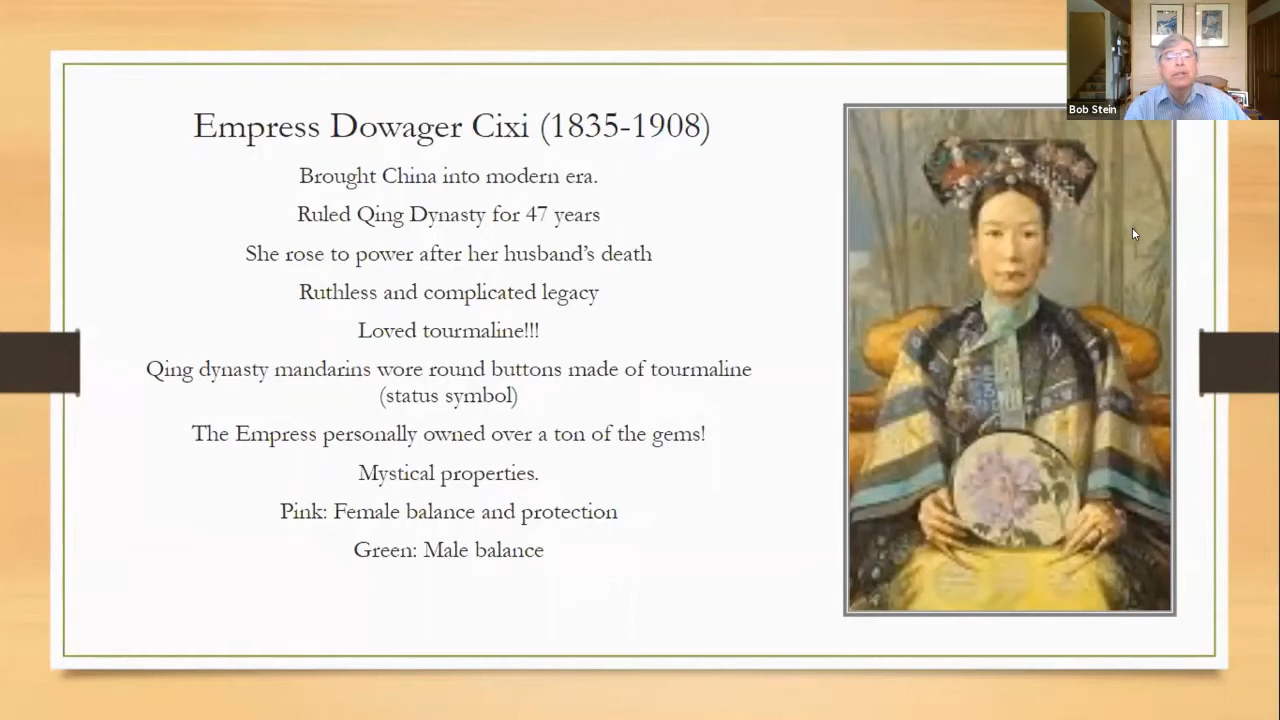 Bob Stein
Empress Dowager Cixi (1835-1908)
Brought China into modern era.
Ruled Qing Dynasty for 47 years
She rose to power after her husband's death
Ruthless and complicated legacy
Loved tourmaline!!!
Qing dynasty mandarins wore round buttons made of tourmaline
(status symbol)
The Empress personally owned over a ton of the gems!
Mystical properties.
Pink: Female balance and protection
Green: Male balance